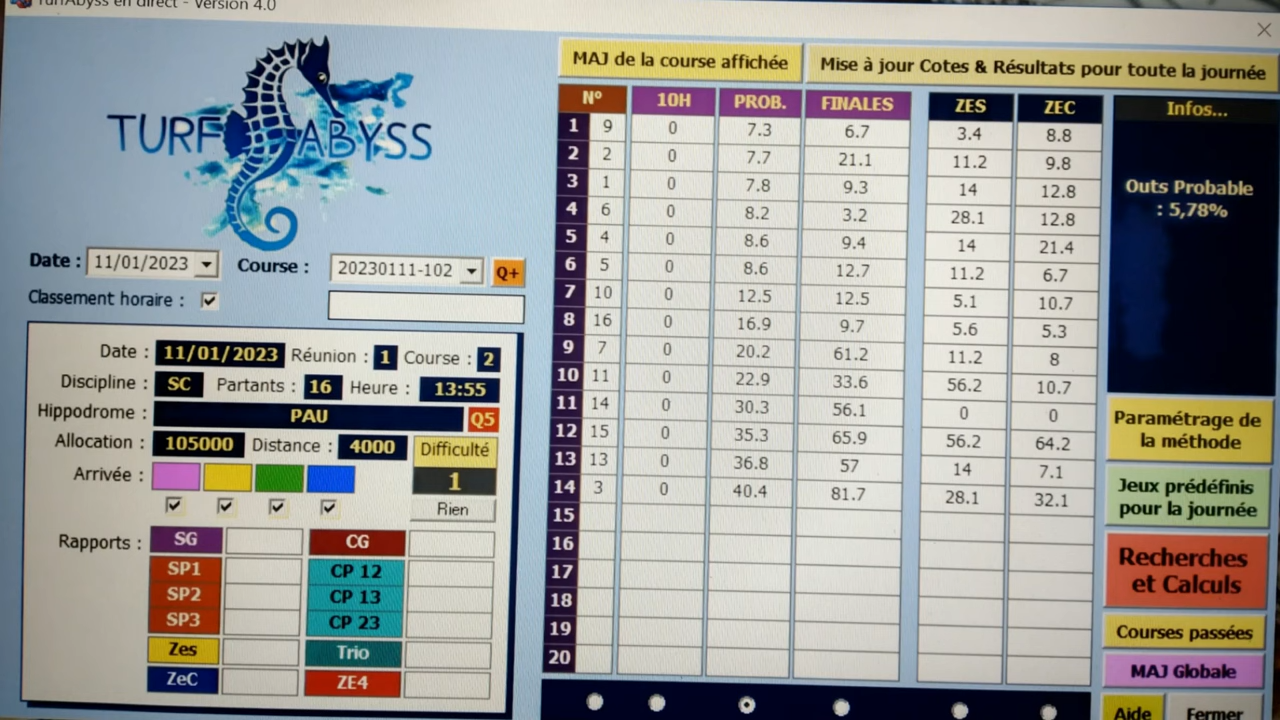 TurfAbyss en direct - Version 4.0
TURF ABYSS
MAJ de la course affichée
Mise à jour Cotes & Résultats pour toute la journée
Date : 11/01/2023 Course : 20230111-102 Q+
Classement horaire :
Date : 11/01/2023 Réunion : 1 Course : 2
Discipline : SC Partants : 16 Heure : 13:55
Hippodrome : PAU Q5
Allocation : 105000 Distance : 4000 Difficulté
Arrivée : 1
Rien
Rapports : SG CG
SP1 CP 12
SP2 CP 13
SP3 CP 23
Zes Trio
ZeC ZE4
Nº 10H PROB. FINALES ZES ZEC
1 9 0 7.3 6.7 3.4 8.8
2 2 0 7.7 21.1 11.2 9.8
3 1 0 7.8 9.3 14 12.8
4 6 0 8.2 3.2 28.1 12.8
5 4 0 8.6 9.4 14 21.4
6 5 0 8.6 12.7 11.2 6.7
7 10 0 12.5 12.5 5.1 10.7
8 16 0 16.9 9.7 5.6 5.3
9 7 0 20.2 61.2 11.2 8
10 11 0 22.9 33.6 56.2 10.7
11 14 0 30.3 56.1 0 0
12 15 0 35.3 65.9 56.2 64.2
13 13 0 36.8 57 14 7.1
14 3 0 40.4 81.7 28.1 32.1
15
16
17
18
19
20
Infos...
Outs Probable
: 5,78%
Paramétrage de
la méthode
Jeux prédéfinis
pour la journée
Recherches
et Calculs
Courses passées
MAJ Globale
Aide Fermer